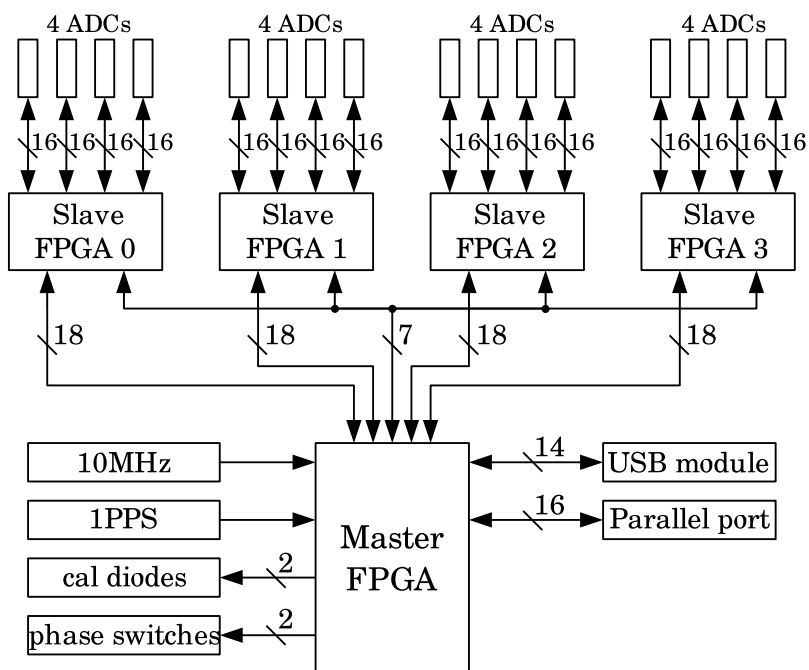 4 ADCs 4 ADCs 4 ADCs 4 ADCs
16 16 16 16 16 16 16 16 16 16 16 16 16 16 16 16
Slave Slave Slave Slave
FPGA 0 FPGA 1 FPGA 2 FPGA 3
18 18 7 18 18
10MHz 14 USB module
1PPS 16 Parallel port
Master
FPGA
cal diodes 2
phase switches 2